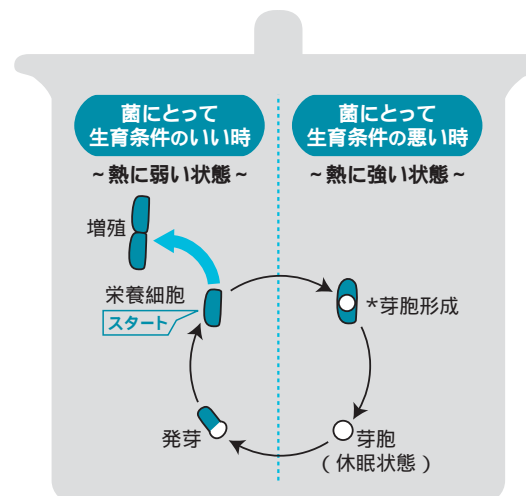 菌にとって
生育条件のいい時
~熱に弱い状態~
菌にとって
生育条件の悪い時
~熱に強い状態~
増殖
栄養細胞
スタート
*芽胞形成
発芽
芽胞
(休眠状態)